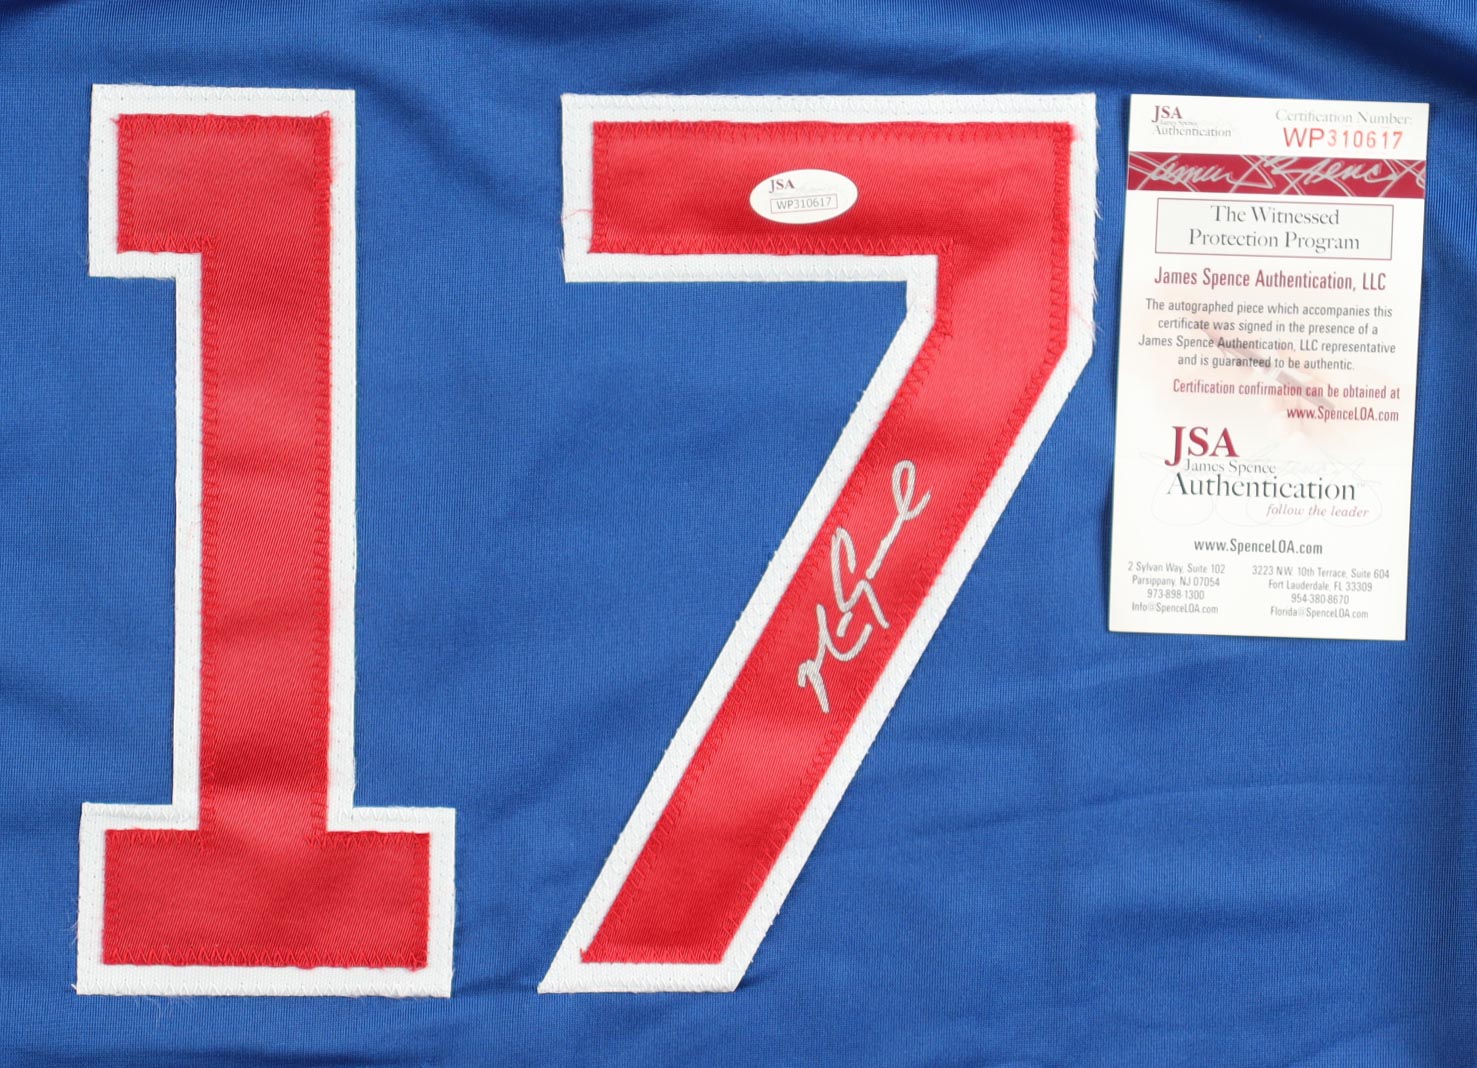 17
JSA
WP310617
JSA
James Spence
Authentication
Certification Number:
WP310617
The Witnessed
Protection Program
James Spence Authentication, LLC
The autographed piece which accompanies this
certificate was signed in the presence of a
James Spence Authentication, LLC representative
and is guaranteed to be authentic.
Certification confirmation can be obtained at
www.SpenceLOA.com
JSA
James Spence
Authentication
follow the leader
www.SpenceLOA.com
2 Sylvan Way, Suite 102
Parsippany, NJ 07054
973-898-1300
Info@SpenceLOA.com
3223 N.W. 10th Terrace, Suite 604
Fort Lauderdale, FL 33309
954-380-8670
Florida@SpenceLOA.com